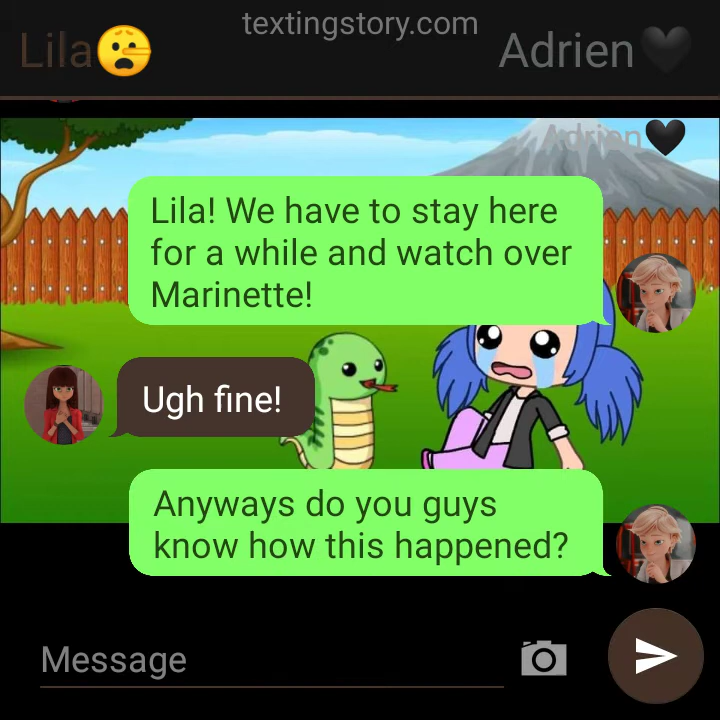 textingstory.com
Lila
Adrien
Adrien
Lila! We have to stay here
for a while and watch over
Marinette!
Ugh fine!
Anyways do you guys
know how this happened?
Message